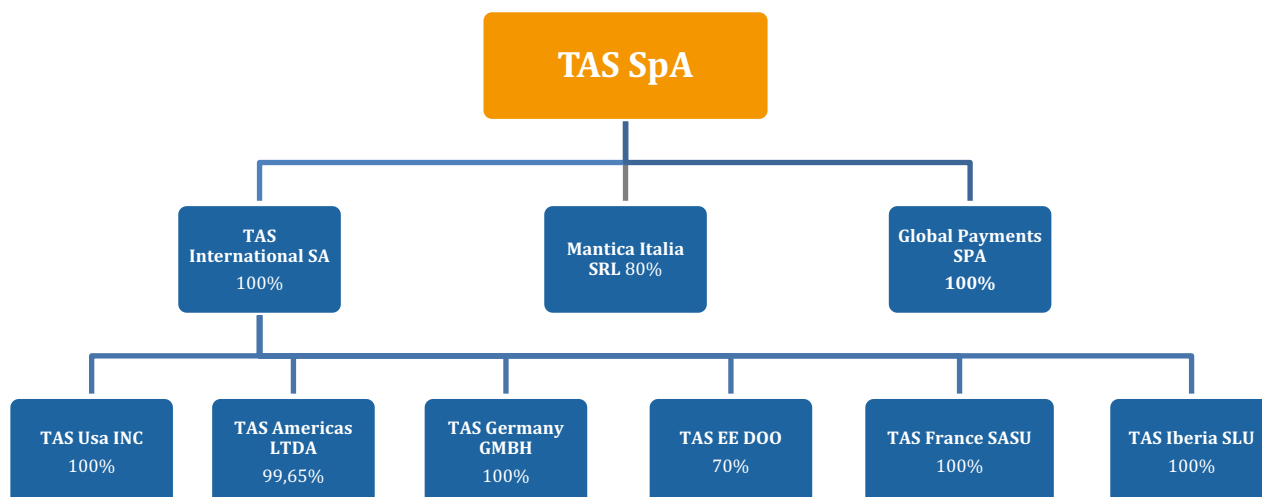 TAS SpA
TAS
International SA
100%
Mantica Italia
SRL 80%
Global Payments
SPA
100%
TAS Usa INC
100%
TAS Americas
LTDA
99,65%
TAS Germany
GMBH
100%
TAS EE DOO
70%
TAS France SASU
100%
TAS Iberia SLU
100%